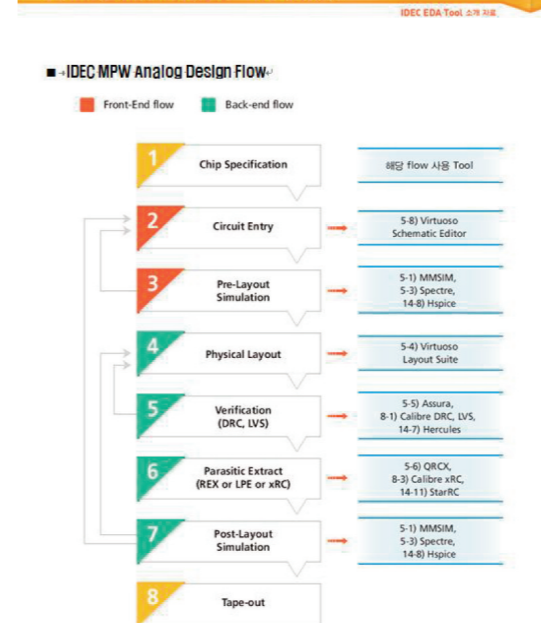 IDEC EDA Tool 소개 자료
■ IDEC MPW Analog Design Flow
Front-End flow
Back-end flow
1
Chip Specification
해당 flow 사용 Tool
2
Circuit Entry
5-8) Virtuoso
Schematic Editor
3
Pre-Layout
Simulation
5-1) MMSIM,
5-3) Spectre,
14-8) Hspice
4
Physical Layout
5-4) Virtuoso
Layout Suite
5
Verification
(DRC, LVS)
5-5) Assura,
8-1) Calibre DRC, LVS,
14-7) Hercules
6
Parasitic Extract
(REX or LPE or xRC)
5-6) QRCX,
8-3) Calibre xRC,
14-11) StarRC
7
Post-Layout
Simulation
5-1) MMSIM,
5-3) Spectre,
14-8) Hspice
8
Tape-out